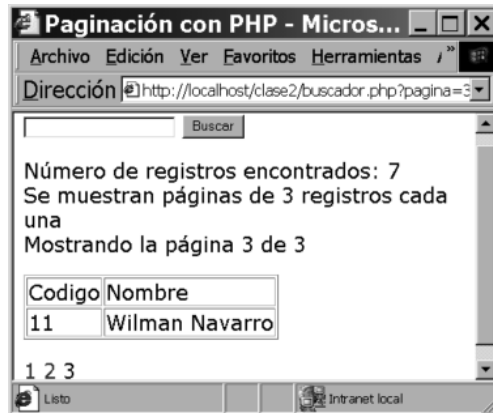 Paginación con PHP - Micros...
Archivo Edición Ver Favoritos Herramientas
Dirección http://localhost/clase2/buscador.php?pagina=3
Buscar
Número de registros encontrados: 7
Se muestran páginas de 3 registros cada
una
Mostrando la página 3 de 3
Codigo Nombre
11 Wilman Navarro
1 2 3
Listo Intranet local